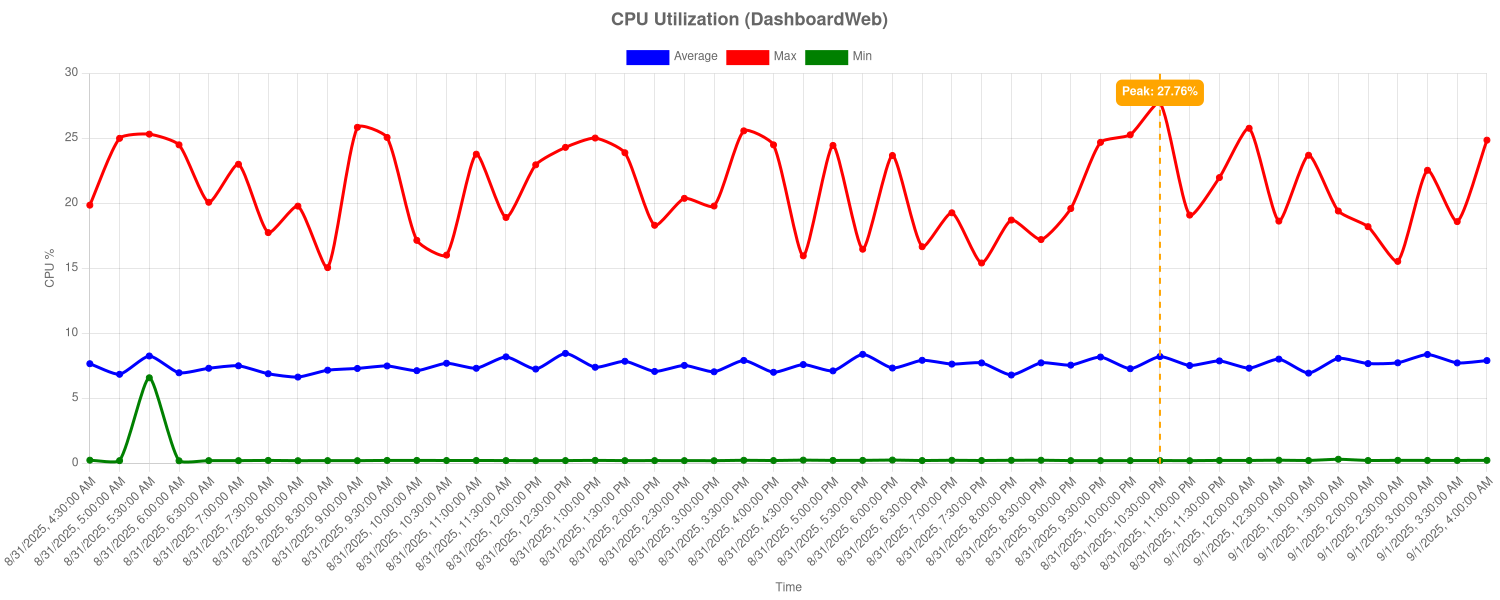 CPU Utilization (DashboardWeb)
Average
Max
Min
Peak: 27.76%
30
25
20
15
10
5
0
CPU %
8/31/2025, 4:30:00 AM
8/31/2025, 5:00:00 AM
8/31/2025, 5:30:00 AM
8/31/2025, 6:00:00 AM
8/31/2025, 6:30:00 AM
8/31/2025, 7:00:00 AM
8/31/2025, 7:30:00 AM
8/31/2025, 8:00:00 AM
8/31/2025, 8:30:00 AM
8/31/2025, 9:00:00 AM
8/31/2025, 9:30:00 AM
8/31/2025, 10:00:00 AM
8/31/2025, 10:30:00 AM
8/31/2025, 11:00:00 AM
8/31/2025, 11:30:00 AM
8/31/2025, 12:00:00 PM
8/31/2025, 12:30:00 PM
8/31/2025, 1:00:00 PM
8/31/2025, 1:30:00 PM
8/31/2025, 2:00:00 PM
8/31/2025, 2:30:00 PM
8/31/2025, 3:00:00 PM
8/31/2025, 3:30:00 PM
8/31/2025, 4:00:00 PM
8/31/2025, 4:30:00 PM
8/31/2025, 5:00:00 PM
8/31/2025, 5:30:00 PM
8/31/2025, 6:00:00 PM
8/31/2025, 6:30:00 PM
8/31/2025, 7:00:00 PM
8/31/2025, 7:30:00 PM
8/31/2025, 8:00:00 PM
8/31/2025, 8:30:00 PM
8/31/2025, 9:00:00 PM
8/31/2025, 9:30:00 PM
8/31/2025, 10:00:00 PM
8/31/2025, 10:30:00 PM
8/31/2025, 11:00:00 PM
8/31/2025, 11:30:00 PM
9/1/2025, 12:00:00 AM
9/1/2025, 12:30:00 AM
9/1/2025, 1:00:00 AM
9/1/2025, 1:30:00 AM
9/1/2025, 2:00:00 AM
9/1/2025, 2:30:00 AM
9/1/2025, 3:00:00 AM
9/1/2025, 3:30:00 AM
9/1/2025, 4:00:00 AM
Time